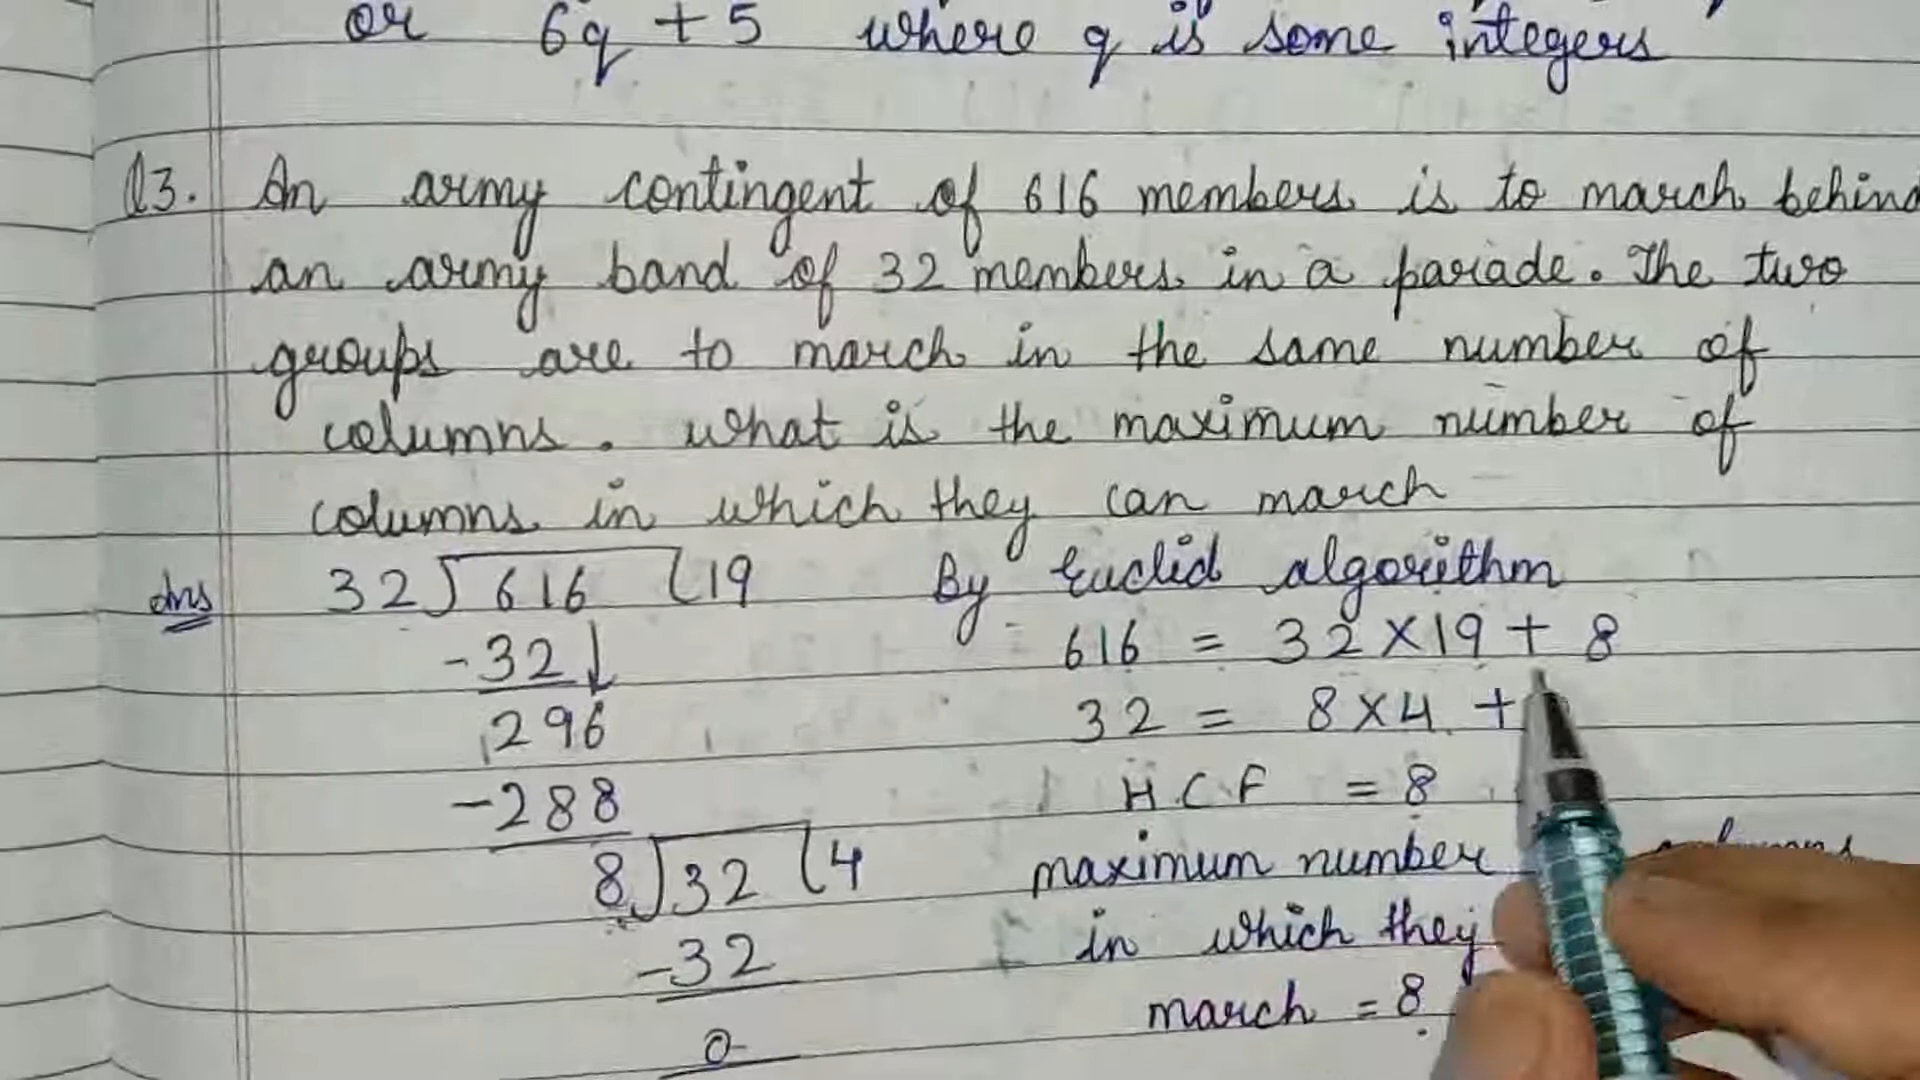 or 6q + 5 where q is some integers
Q3. An army contingent of 616 members is to march behind
an army band of 32 members in a parade. The two
groups are to march in the same number of
columns. what is the maximum number of
columns in which they can march
Ans 32 616 19 By Euclid algorithm
-32 616 = 32 × 19 + 8
296 32 = 8 × 4 +
-288 H.C.F = 8
8 32 4 maximum number
-32 in which they
0 march = 8